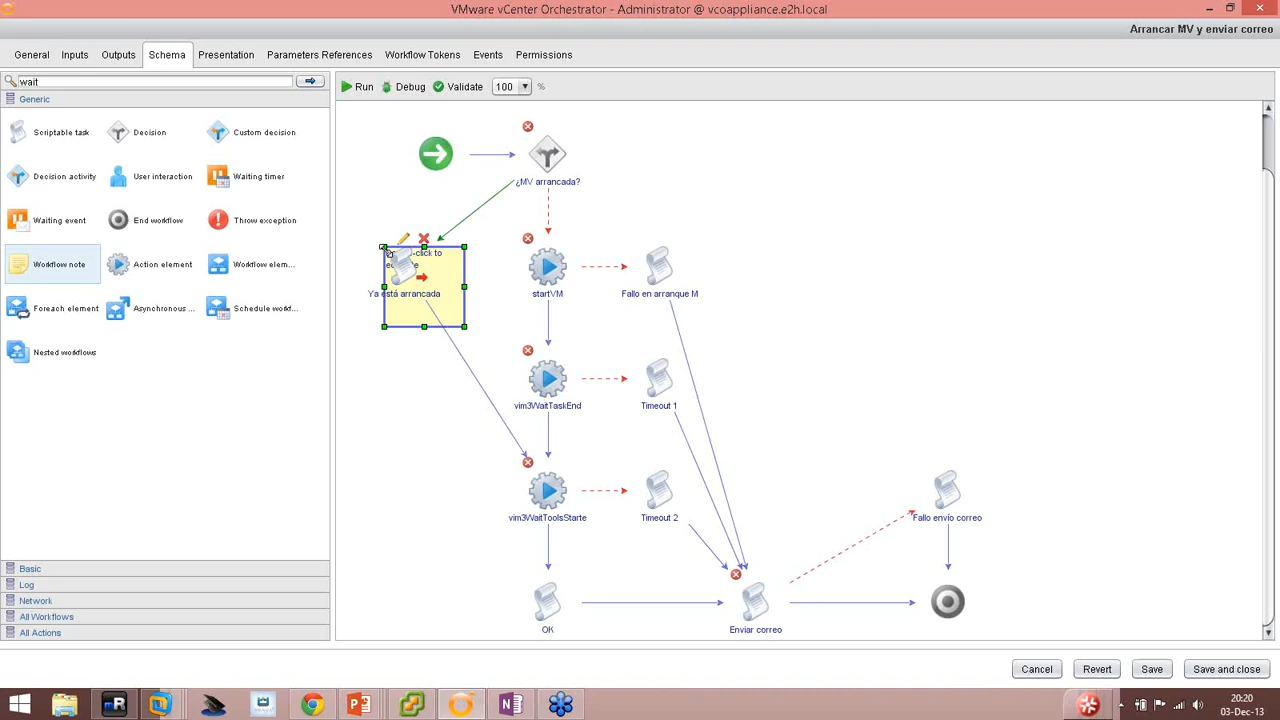 VMware vCenter Orchestrator - Administrator @ vcoappliance.e2h.local
Arrancar MV y enviar correo
General Inputs Outputs Schema Presentation Parameters References Workflow Tokens Events Permissions
wait
Run Debug Validate 100 %
Generic
Scriptable task Decision Custom decision
Decision activity User interaction Waiting timer
Waiting event End workflow Throw exception
Workflow note Action element Workflow elem...
Foreach element Asynchronous ... Schedule workf...
Nested workflows
¿MV arrancada?
-click to
Ya está arrancada
startVM
Fallo en arranque M
vim3WaitTaskEnd
Timeout 1
vim3WaitToolsStarte
Timeout 2
Fallo envío correo
OK
Enviar correo
Basic
Log
Network
All Workflows
All Actions
Cancel Revert Save Save and close
20:20
03-Dec-13